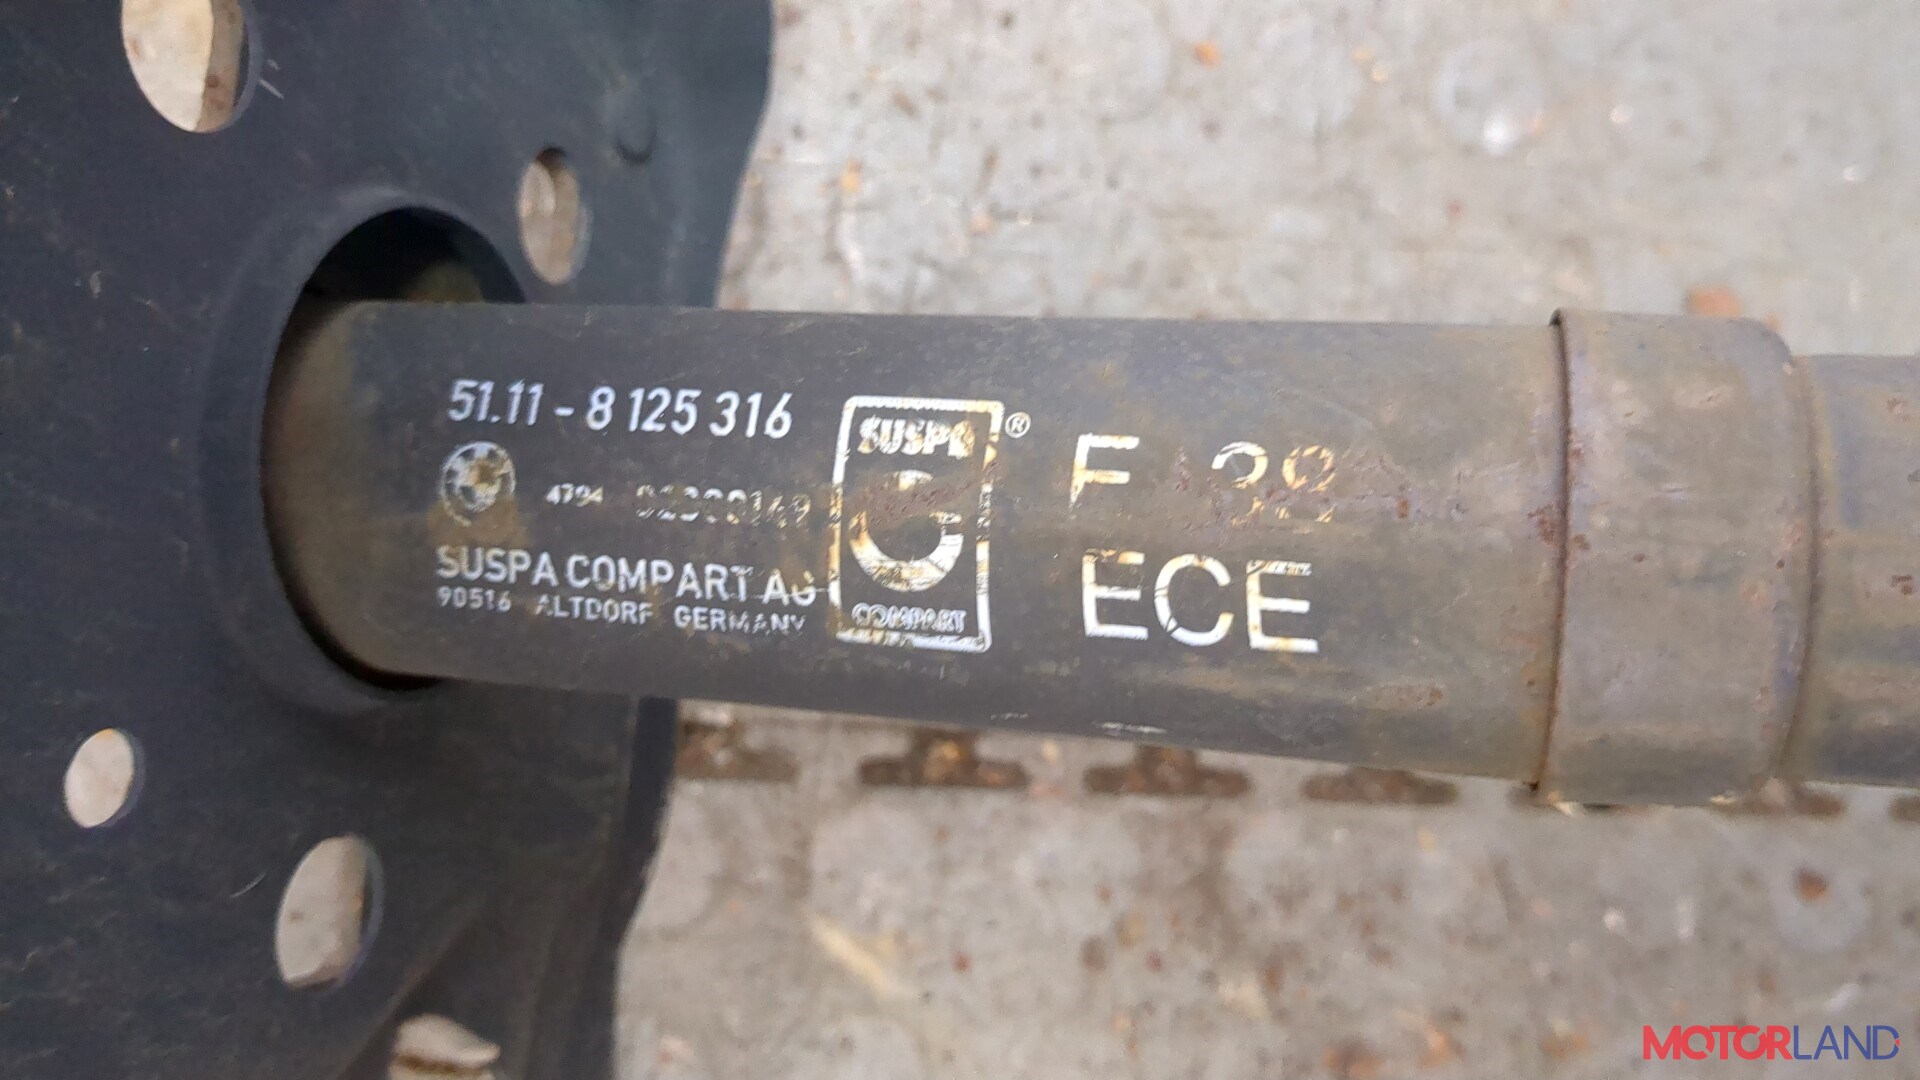 51.11 - 8 125 316
4794
SUSPA COMPART AG
90516 ALTDORF GERMANY
SUSPA
COMPART
®
E 38
ECE
MOTORLAND